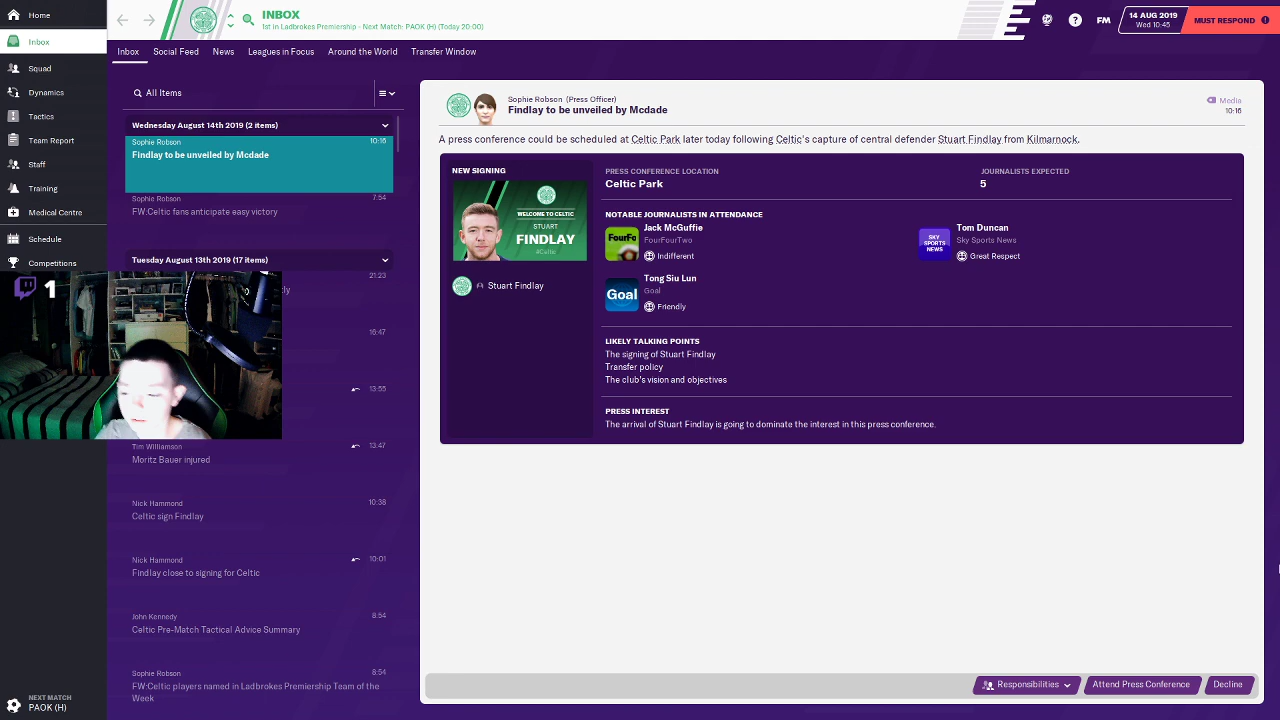 INBOX
1st in Ladbrokes Premiership - Next Match: PAOK (H) (Today 20:00)
FM
14 AUG 2019
Wed 10:45
MUST RESPOND
Inbox
Home
Squad
Dynamics
Tactics
Team Report
Staff
Training
Medical Centre
Schedule
Competitions
1
NEXT MATCH
PAOK (H)
Inbox
Social Feed
News
Leagues in Focus
Around the World
Transfer Window
All Items
Wednesday August 14th 2019 (2 items)
Sophie Robson 10:16
Findlay to be unveiled by Mcdade
Sophie Robson 7:54
FW:Celtic fans anticipate easy victory
Tuesday August 13th 2019 (17 items)
21:23
16:47
13:55
Tim Williamson 13:47
Moritz Bauer injured
Nick Hammond 10:38
Celtic sign Findlay
Nick Hammond 10:01
Findlay close to signing for Celtic
John Kennedy 8:54
Celtic Pre-Match Tactical Advice Summary
Sophie Robson 8:54
FW:Celtic players named in Ladbrokes Premiership Team of the
Week
Sophie Robson (Press Officer)
Findlay to be unveiled by Mcdade
Media
10:16
A press conference could be scheduled at Celtic Park later today following Celtic's capture of central defender Stuart Findlay from Kilmarnock.
NEW SIGNING
WELCOME TO CELTIC
STUART
FINDLAY
#Celtic
Stuart Findlay
PRESS CONFERENCE LOCATION
Celtic Park
JOURNALISTS EXPECTED
5
NOTABLE JOURNALISTS IN ATTENDANCE
FourFo
Jack McGuffie
FourFourTwo
Indifferent
SKY
SPORTS
NEWS
Tom Duncan
Sky Sports News
Great Respect
Goal
Tong Siu Lun
Goal
Friendly
LIKELY TALKING POINTS
The signing of Stuart Findlay
Transfer policy
The club's vision and objectives
PRESS INTEREST
The arrival of Stuart Findlay is going to dominate the interest in this press conference.
Responsibilities
Attend Press Conference
Decline